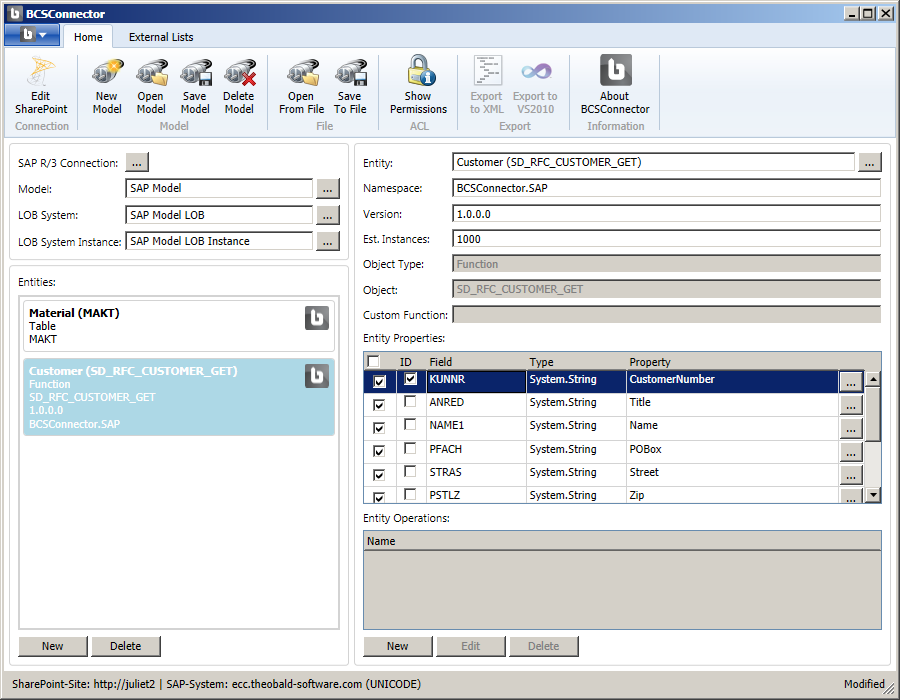 BCSConnector
Home
External Lists
Edit SharePoint
New Model
Open Model
Save Model
Delete Model
Open From File
Save To File
Show Permissions
Export to XML
Export to VS2010
About BCSConnector
Connection
Model
File
ACL
Export
Information
SAP R/3 Connection: ...
Model: SAP Model ...
LOB System: SAP Model LOB ...
LOB System Instance: SAP Model LOB Instance ...
Entities:
Material (MAKT)
Table
MAKT
Customer (SD_RFC_CUSTOMER_GET)
Function
SD_RFC_CUSTOMER_GET
1.0.0.0
BCSConnector.SAP
New Delete
Entity: Customer (SD_RFC_CUSTOMER_GET) ...
Namespace: BCSConnector.SAP
Version: 1.0.0.0
Est. Instances: 1000
Object Type: Function
Object: SD_RFC_CUSTOMER_GET
Custom Function:
Entity Properties:
ID Field Type Property
KUNNR System.String CustomerNumber ...
ANRED System.String Title ...
NAME1 System.String Name ...
PFACH System.String POBox ...
STRAS System.String Street ...
PSTLZ System.String Zip ...
Entity Operations:
Name
New Edit Delete
SharePoint-Site: http://juliet2 | SAP-System: ecc.theobald-software.com (UNICODE) Modified